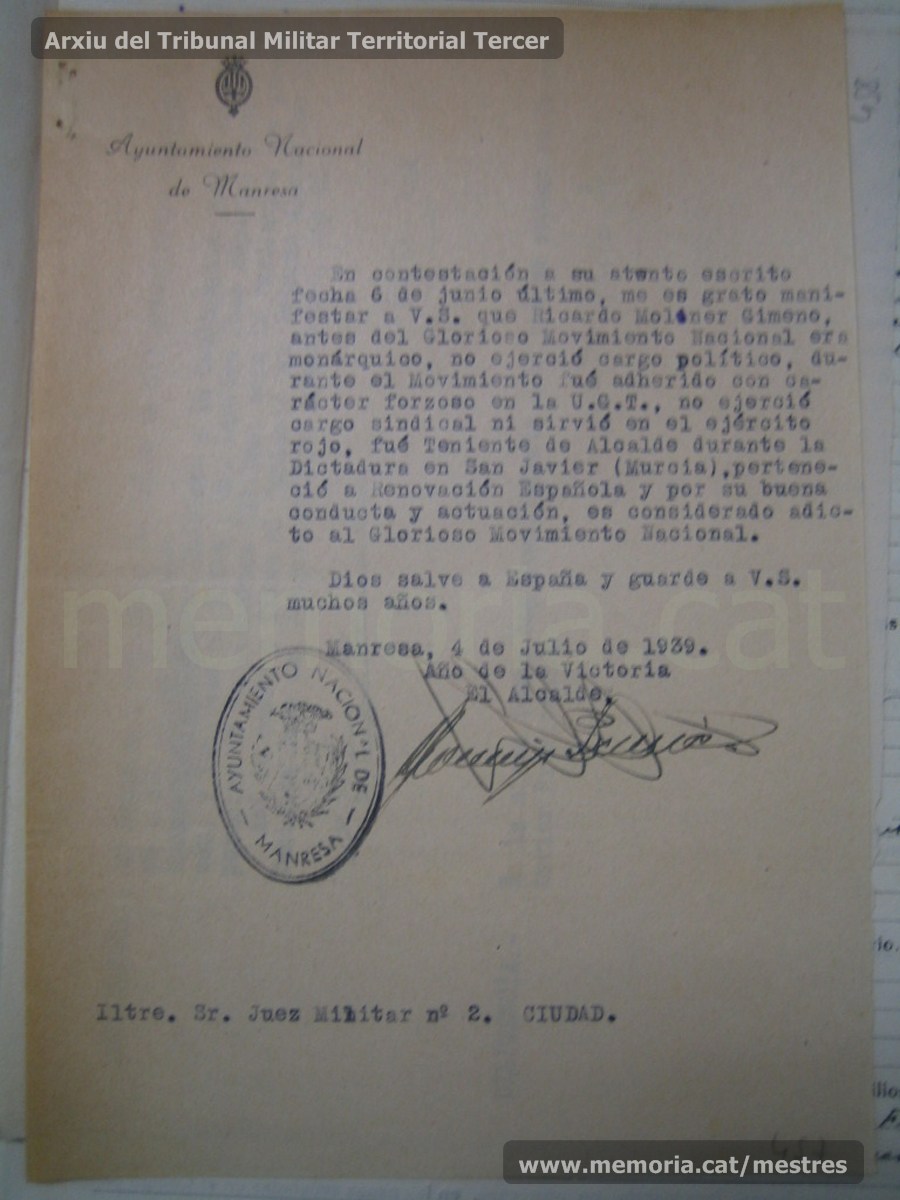 Arxiu del Tribunal Militar Territorial Tercer
Ayuntamiento Nacional
de Manresa
En contestación a su atento escrito
fecha 6 de junio último, me es grato mani-
festar a V.S. que Ricardo Moliner Gimeno,
antes del Glorioso Movimiento Nacional era
monárquico, no ejerció cargo político, du-
rante el Movimiento fué adherido con ca-
rácter forzoso en la U.G.T., no ejerció
cargo sindical ni sirvió en el ejército
rojo, fué Teniente de Alcalde durante la
Dictadura en San Javier (Murcia),pertene-
ció a Renovación Española y por su buena
conducta y actuación, es considerado adic-
to al Glorioso Movimiento Nacional.
Dios salve a España y guarde a V.S.
muchos años.
memoria.cat
Manresa, 4 de Julio de 1939.
Año de la Victoria
El Alcalde,
AYUNTAMIENTO NACIONAL DE
— MANRESA —
Iltre. Sr. Juez Militar nº 2. CIUDAD.
www.memoria.cat/mestres